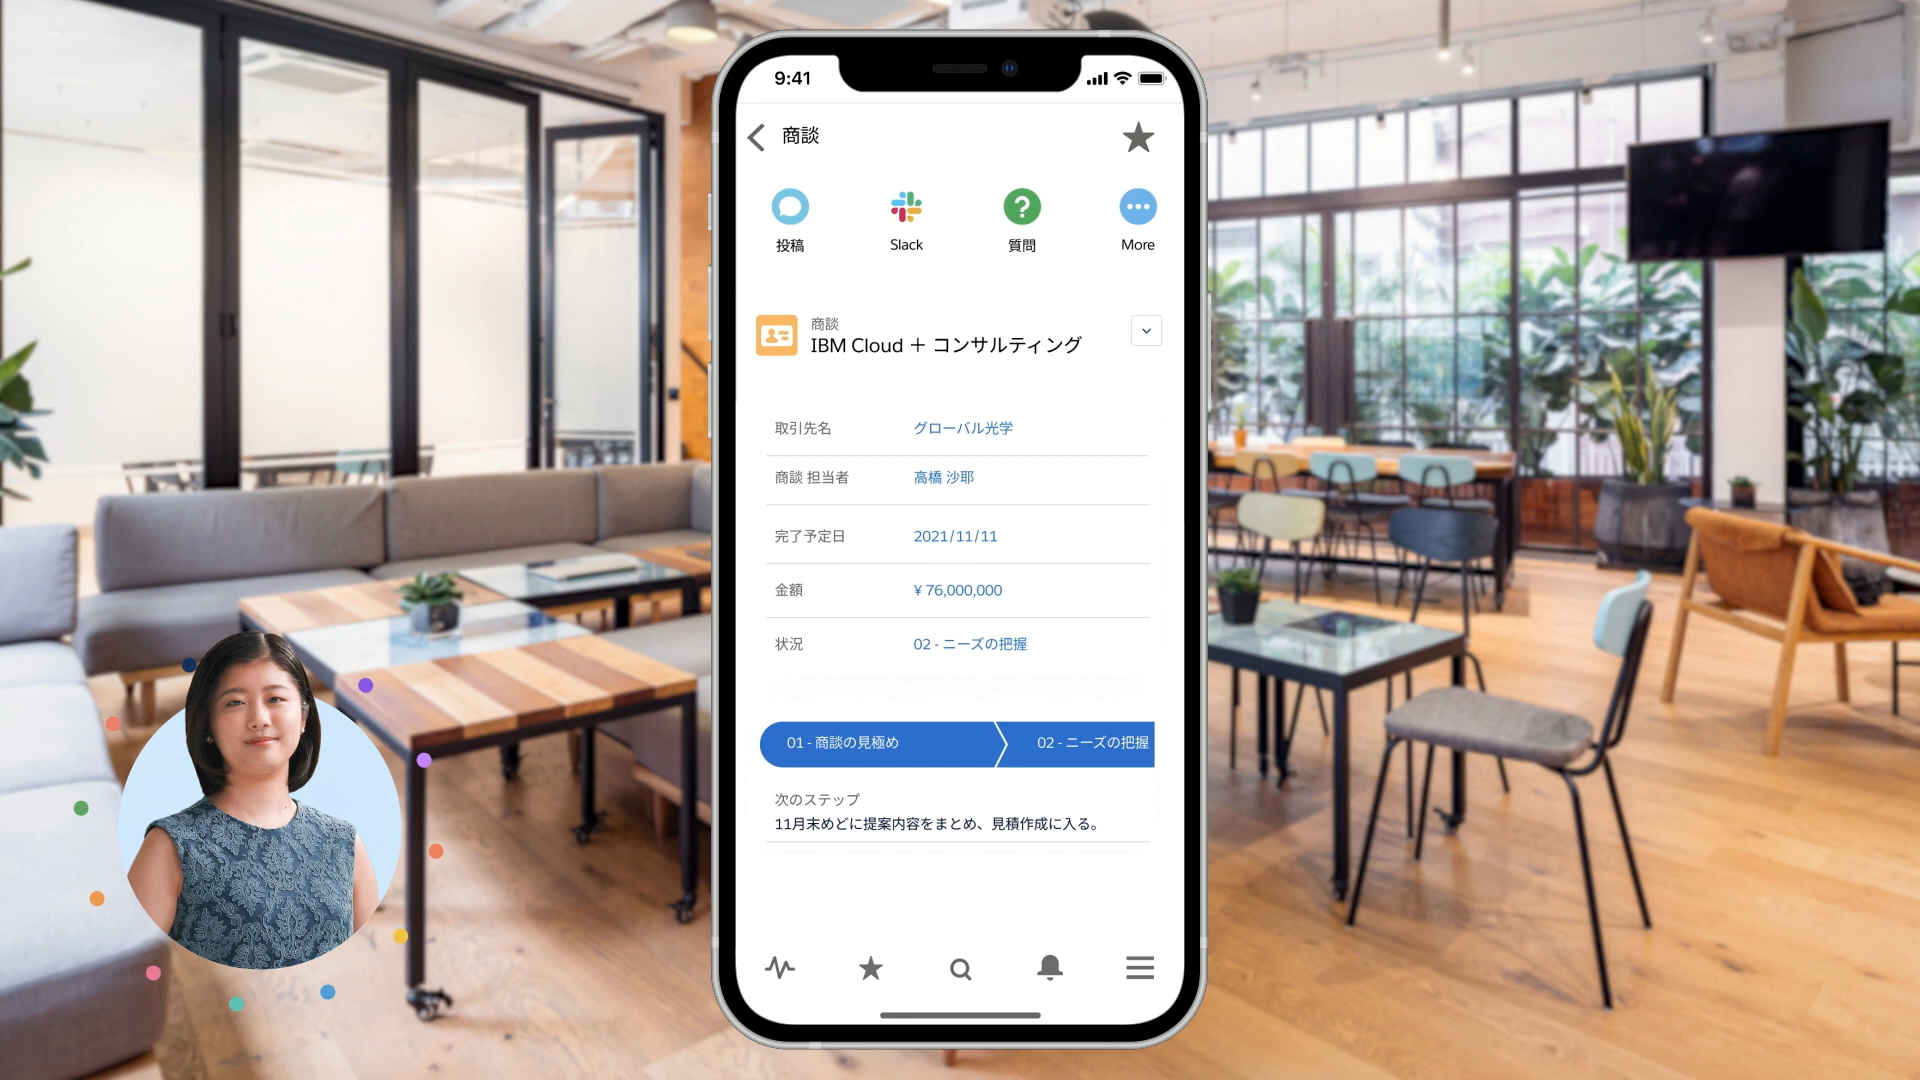 9:41
商談
投稿
Slack
質問
More
商談
IBM Cloud ＋ コンサルティング
取引先名 グローバル光学
商談 担当者 高橋 沙耶
完了予定日 2021/11/11
金額 ¥ 76,000,000
状況 02 - ニーズの把握
01 - 商談の見極め 02 - ニーズの把握
次のステップ
11月末めどに提案内容をまとめ、見積作成に入る。